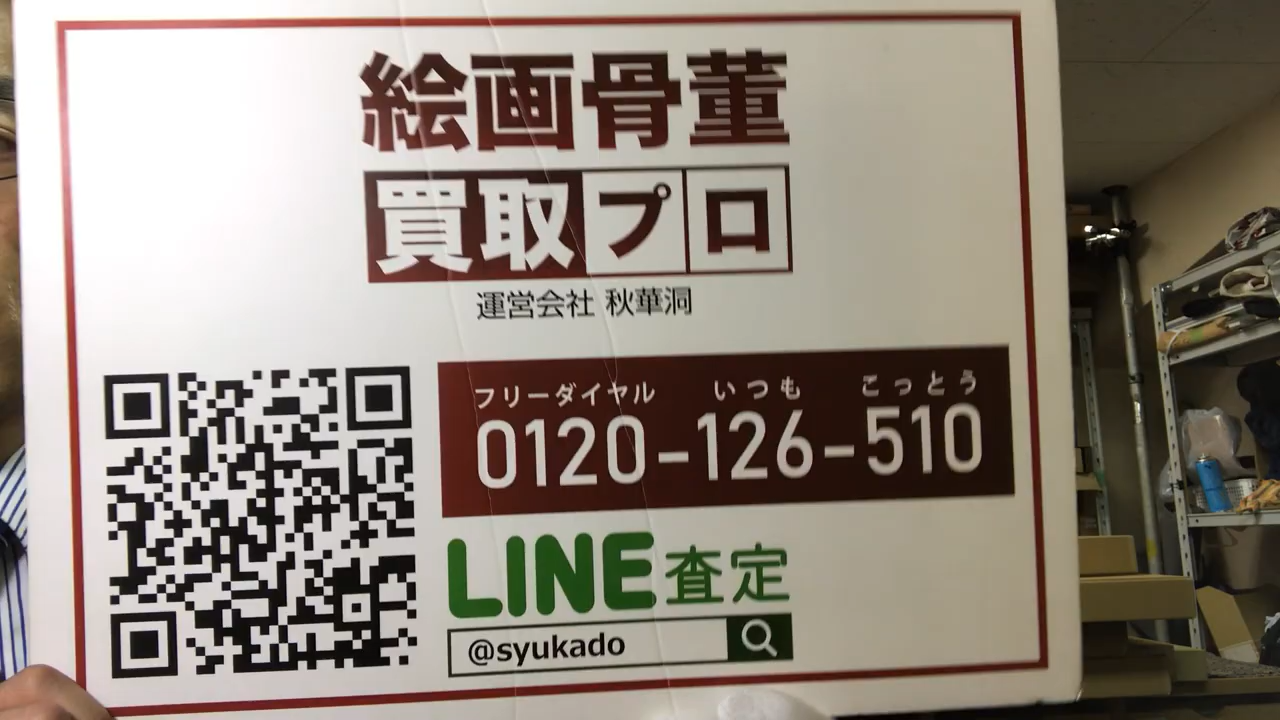 絵画骨董
買取プロ
運営会社 秋華洞
フリーダイヤル いつも こっとう
0120-126-510
LINE査定
@syukado